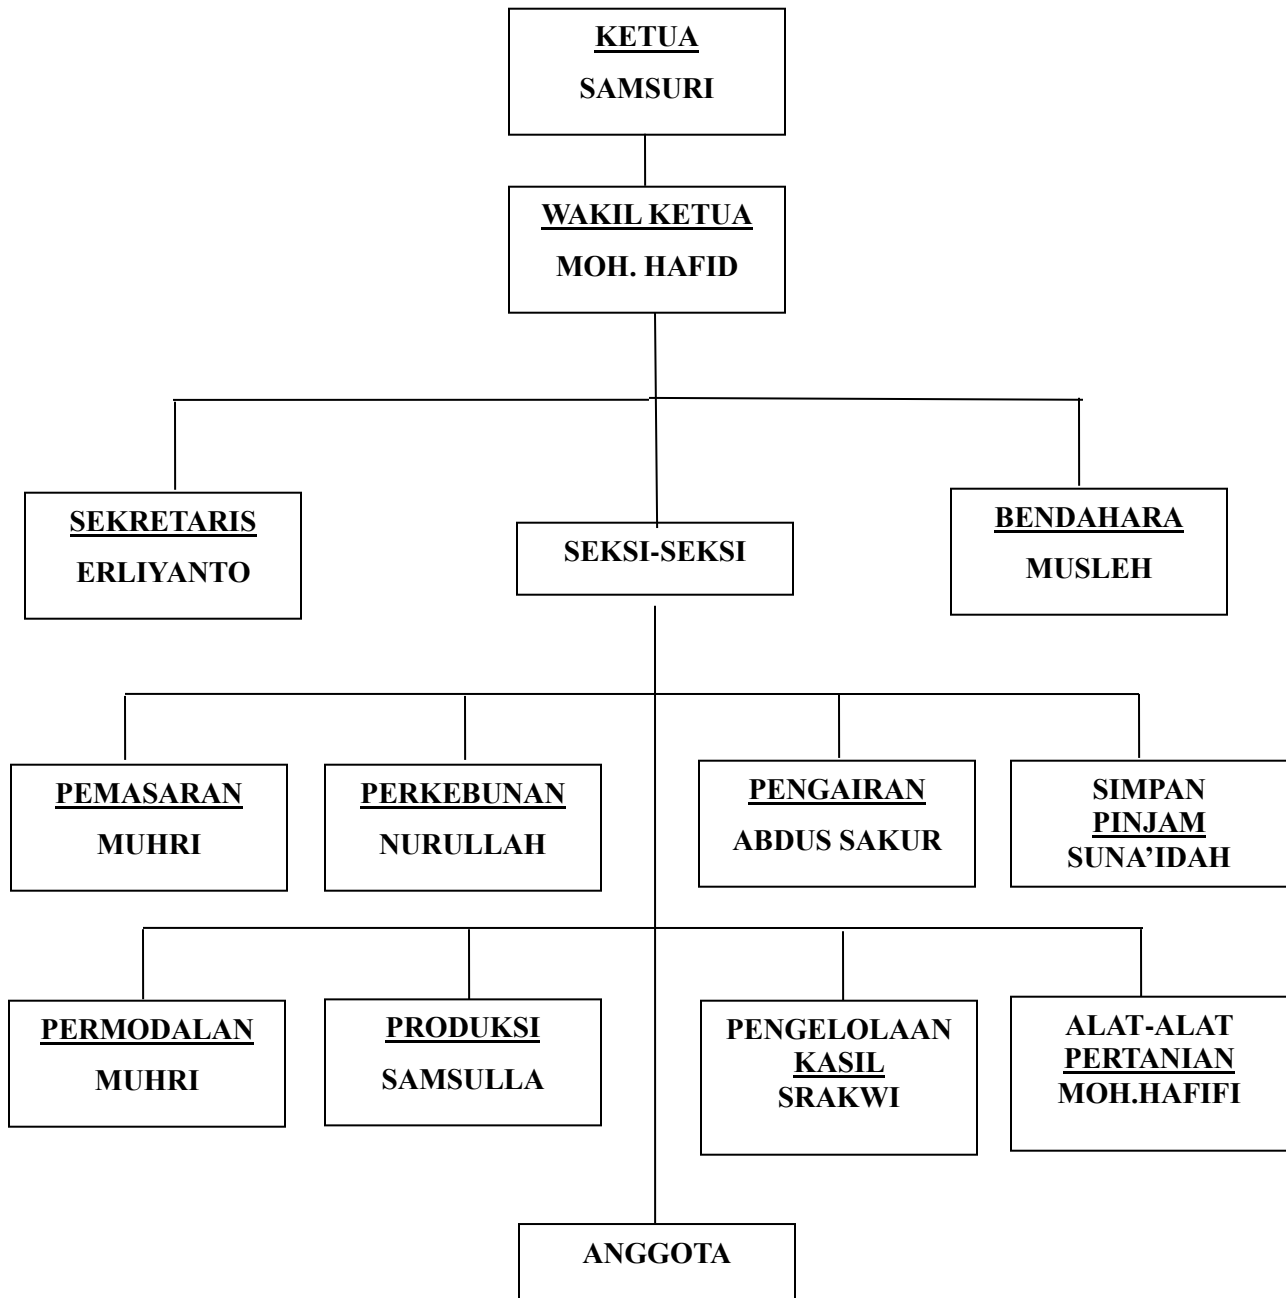 KETUA
SAMSURI
WAKIL KETUA
MOH. HAFID
SEKRETARIS
ERLIYANTO
SEKSI-SEKSI
BENDAHARA
MUSLEH
PEMASARAN
MUHRI
PERKEBUNAN
NURULLAH
PENGAIRAN
ABDUS SAKUR
SIMPAN
PINJAM
SUNA’IDAH
PERMODALAN
MUHRI
PRODUKSI
SAMSULLA
PENGELOLAAN
KASIL
SRAKWI
ALAT-ALAT
PERTANIAN
MOH.HAFIFI
ANGGOTA